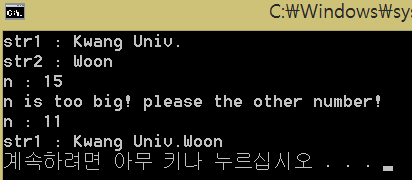 C:\Windows\sy
str1 : Kwang Univ.
str2 : Woon
n : 15
n is too big! please the other number!
n : 11
str1 : Kwang Univ.Woon
계속하려면 아무 키나 누르십시오 . . .